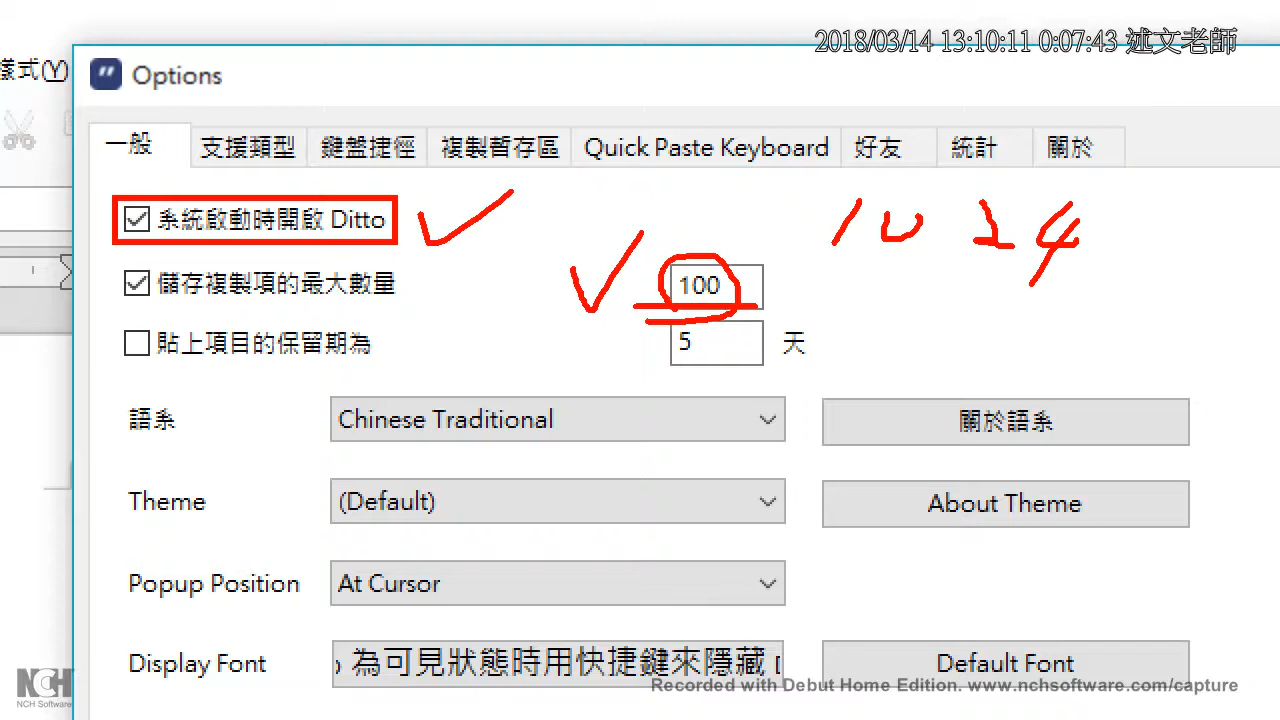 2018/03/14 13:10:11 0:07:43 述文老師
樣式(Y)
Options
一般 支援類型 鍵盤捷徑 複製暫存區 Quick Paste Keyboard 好友 統計 關於
系統啟動時開啟 Ditto
1024
儲存複製項的最大數量 100
貼上項目的保留期為 5 天
語系 Chinese Traditional 關於語系
Theme (Default) About Theme
Popup Position At Cursor
Display Font 為可見狀態時用快捷鍵來隱藏 Default Font
NCH
NCH Software
Recorded with Debut Home Edition. www.nchsoftware.com/capture